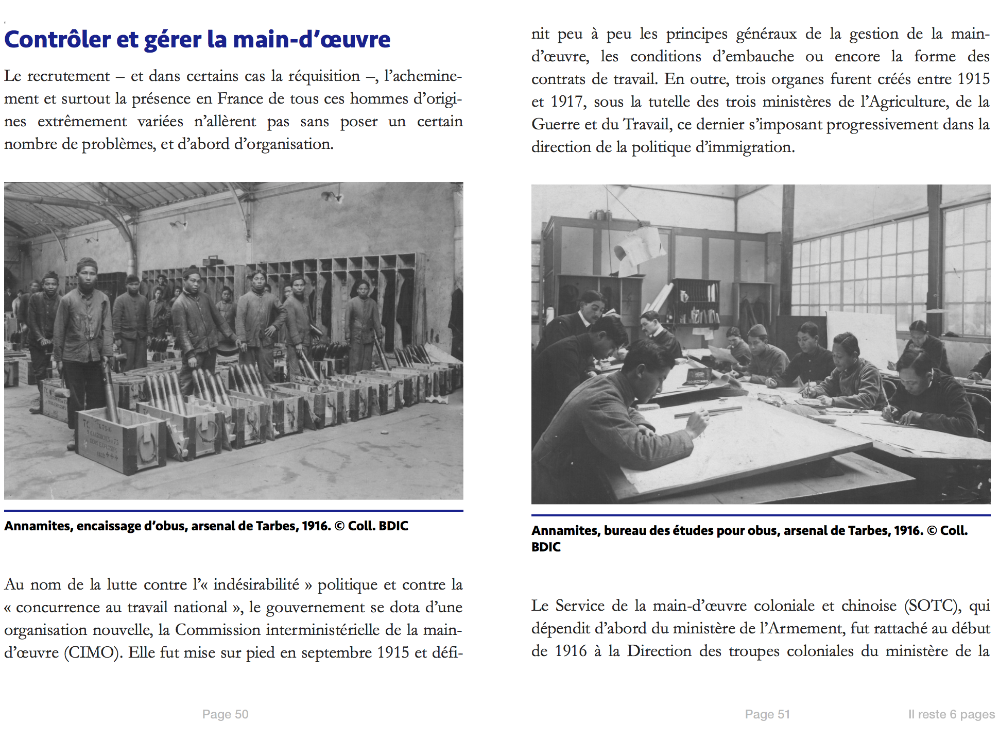 Contrôler et gérer la main-d’œuvre
Le recrutement – et dans certains cas la réquisition –, l’achemine-
ment et surtout la présence en France de tous ces hommes d’origi-
nes extrêmement variées n’allèrent pas sans poser un certain
nombre de problèmes, et d’abord d’organisation.
Annamites, encaissage d’obus, arsenal de Tarbes, 1916. © Coll. BDIC
Au nom de la lutte contre l’« indésirabilité » politique et contre la
« concurrence au travail national », le gouvernement se dota d’une
organisation nouvelle, la Commission interministérielle de la main-
d’œuvre (CIMO). Elle fut mise sur pied en septembre 1915 et défi-
Page 50
nit peu à peu les principes généraux de la gestion de la main-
d’œuvre, les conditions d’embauche ou encore la forme des
contrats de travail. En outre, trois organes furent créés entre 1915
et 1917, sous la tutelle des trois ministères de l’Agriculture, de la
Guerre et du Travail, ce dernier s’imposant progressivement dans la
direction de la politique d’immigration.
Annamites, bureau des études pour obus, arsenal de Tarbes, 1916. © Coll.
BDIC
Le Service de la main-d’œuvre coloniale et chinoise (SOTC), qui
dépendit d’abord du ministère de l’Armement, fut rattaché au début
de 1916 à la Direction des troupes coloniales du ministère de la
Page 51
Il reste 6 pages